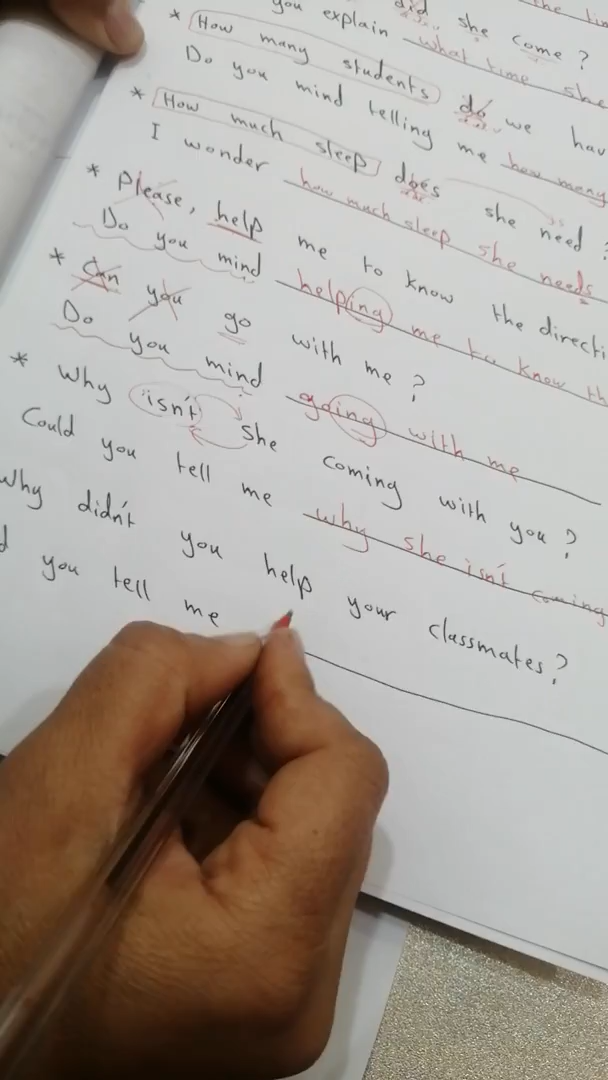 did she come ?
you explain what time she
* How many students do we hav
Do you mind telling me how many
* How much sleep does she need ?
I wonder how much sleep she needs
* Please, help me to know the directi
Do you mind helping me to know th
* Can you go with me ?
Do you mind going with me
* Why isn't she coming with you ?
Could you tell me why she isn't coming
Why didn't you help your classmates ?
d you tell me